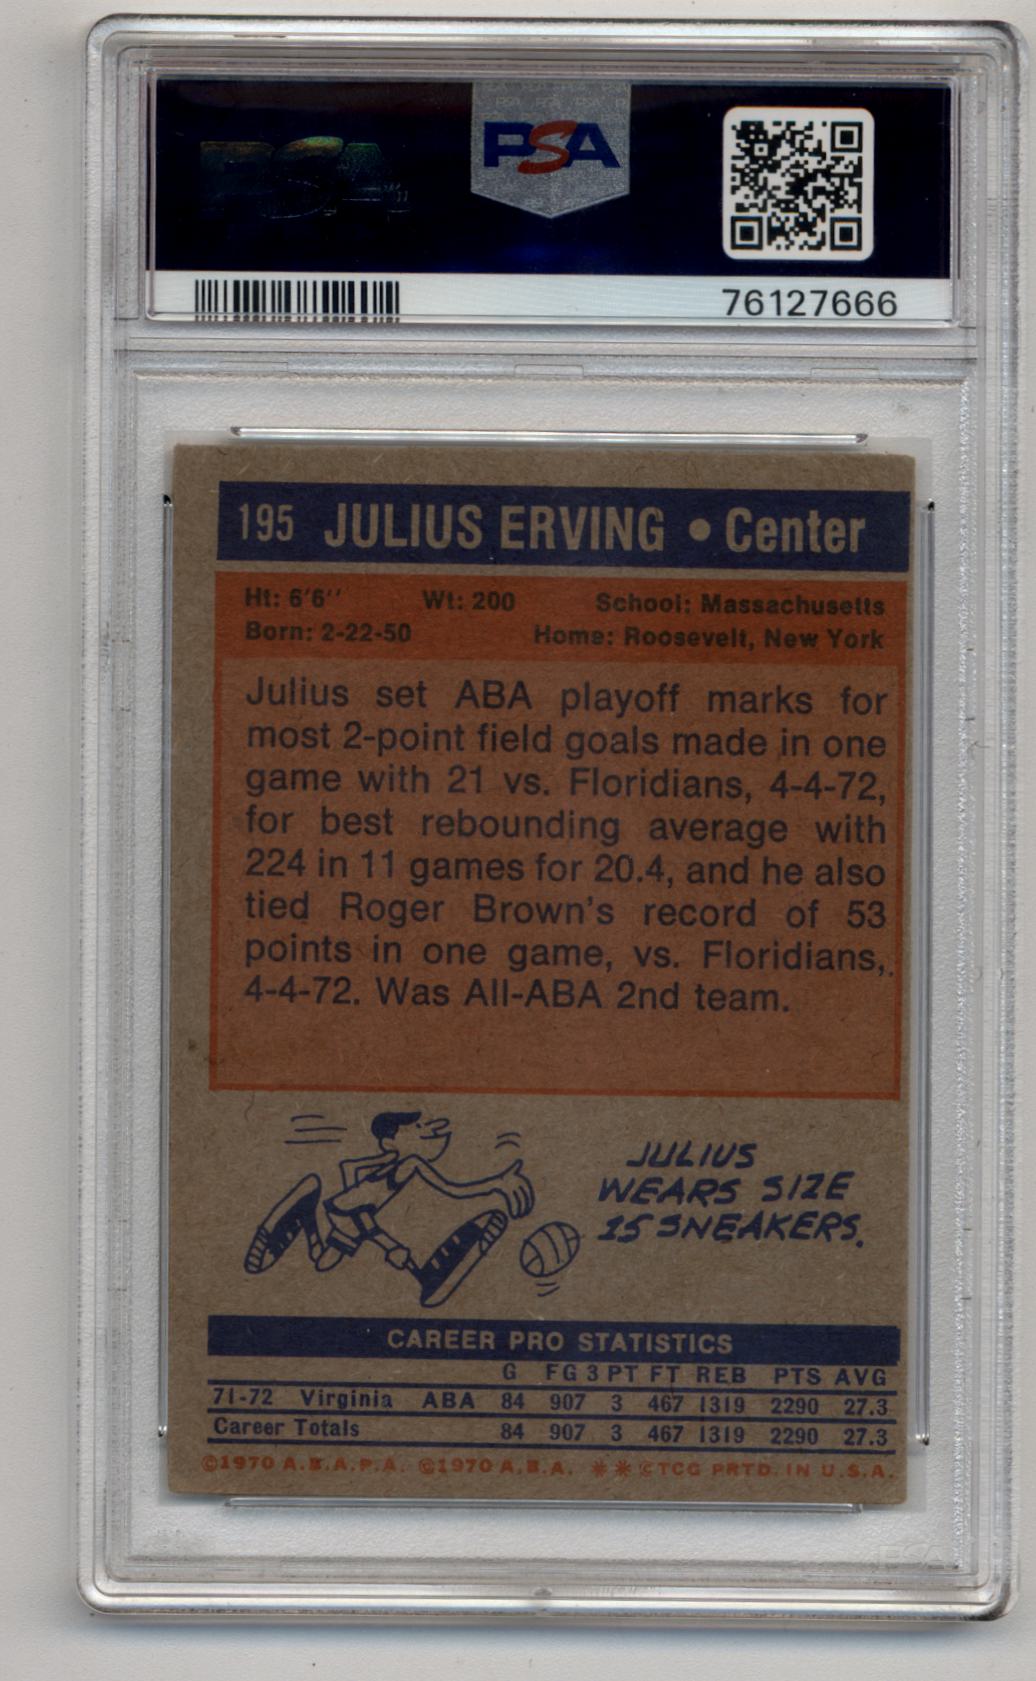 PSA
76127666
195 JULIUS ERVING • Center
Ht: 6'6'' Wt: 200 School: Massachusetts
Born: 2-22-50 Home: Roosevelt, New York
Julius set ABA playoff marks for
most 2-point field goals made in one
game with 21 vs. Floridians, 4-4-72,
for best rebounding average with
224 in 11 games for 20.4, and he also
tied Roger Brown's record of 53
points in one game, vs. Floridians,
4-4-72. Was All-ABA 2nd team.
JULIUS
WEARS SIZE
15 SNEAKERS.
CAREER PRO STATISTICS
G FG 3 PT FT REB PTS AVG
71-72 Virginia ABA 84 907 3 467 1319 2290 27.3
Career Totals 84 907 3 467 1319 2290 27.3
©1970 A.B.A.P.A. ©1970 A.B.A. ** ©TCG PRTD. IN U.S.A.
PSA